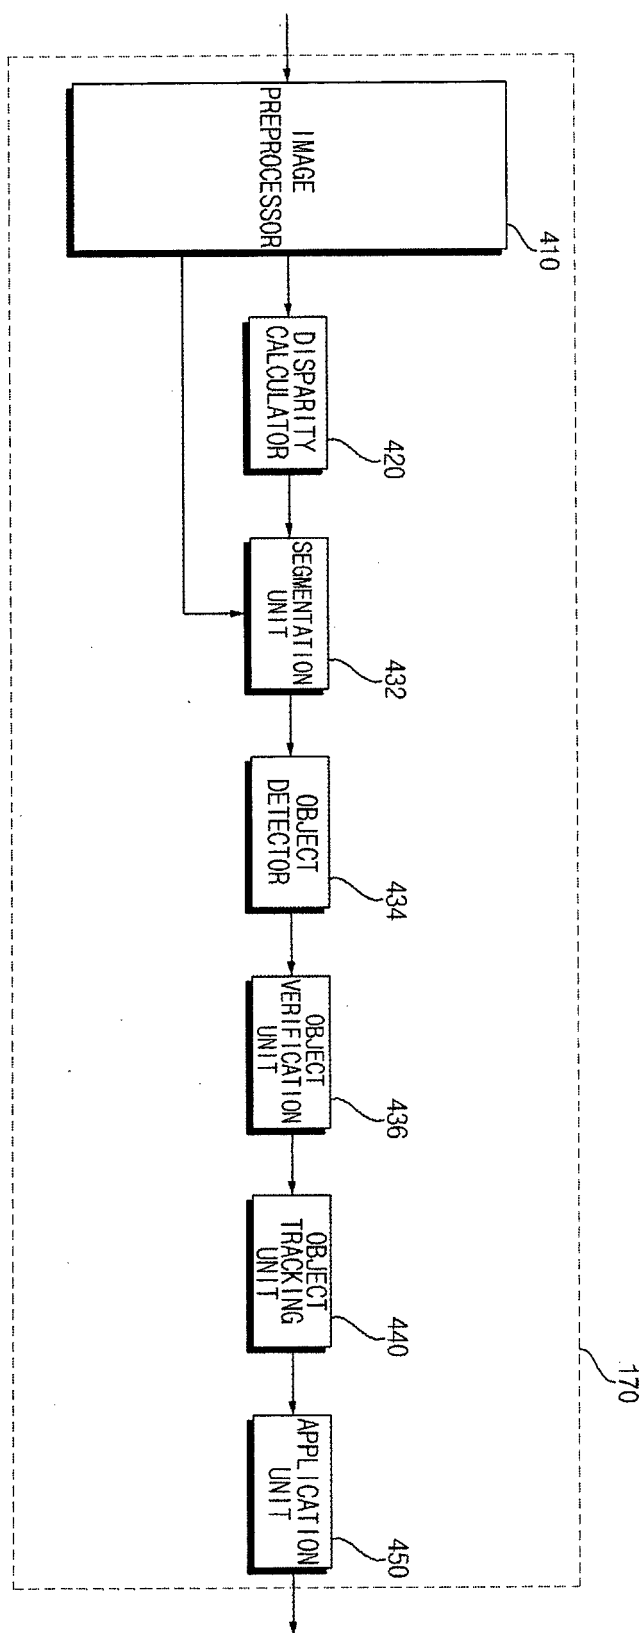 170
IMAGE
PREPROCESSOR
410
DISPARITY
CALCULATOR
420
SEGMENTATION
UNIT
432
OBJECT
DETECTOR
434
OBJECT
VERIFICATION
UNIT
436
OBJECT
TRACKING
UNIT
440
APPLICATION
UNIT
450